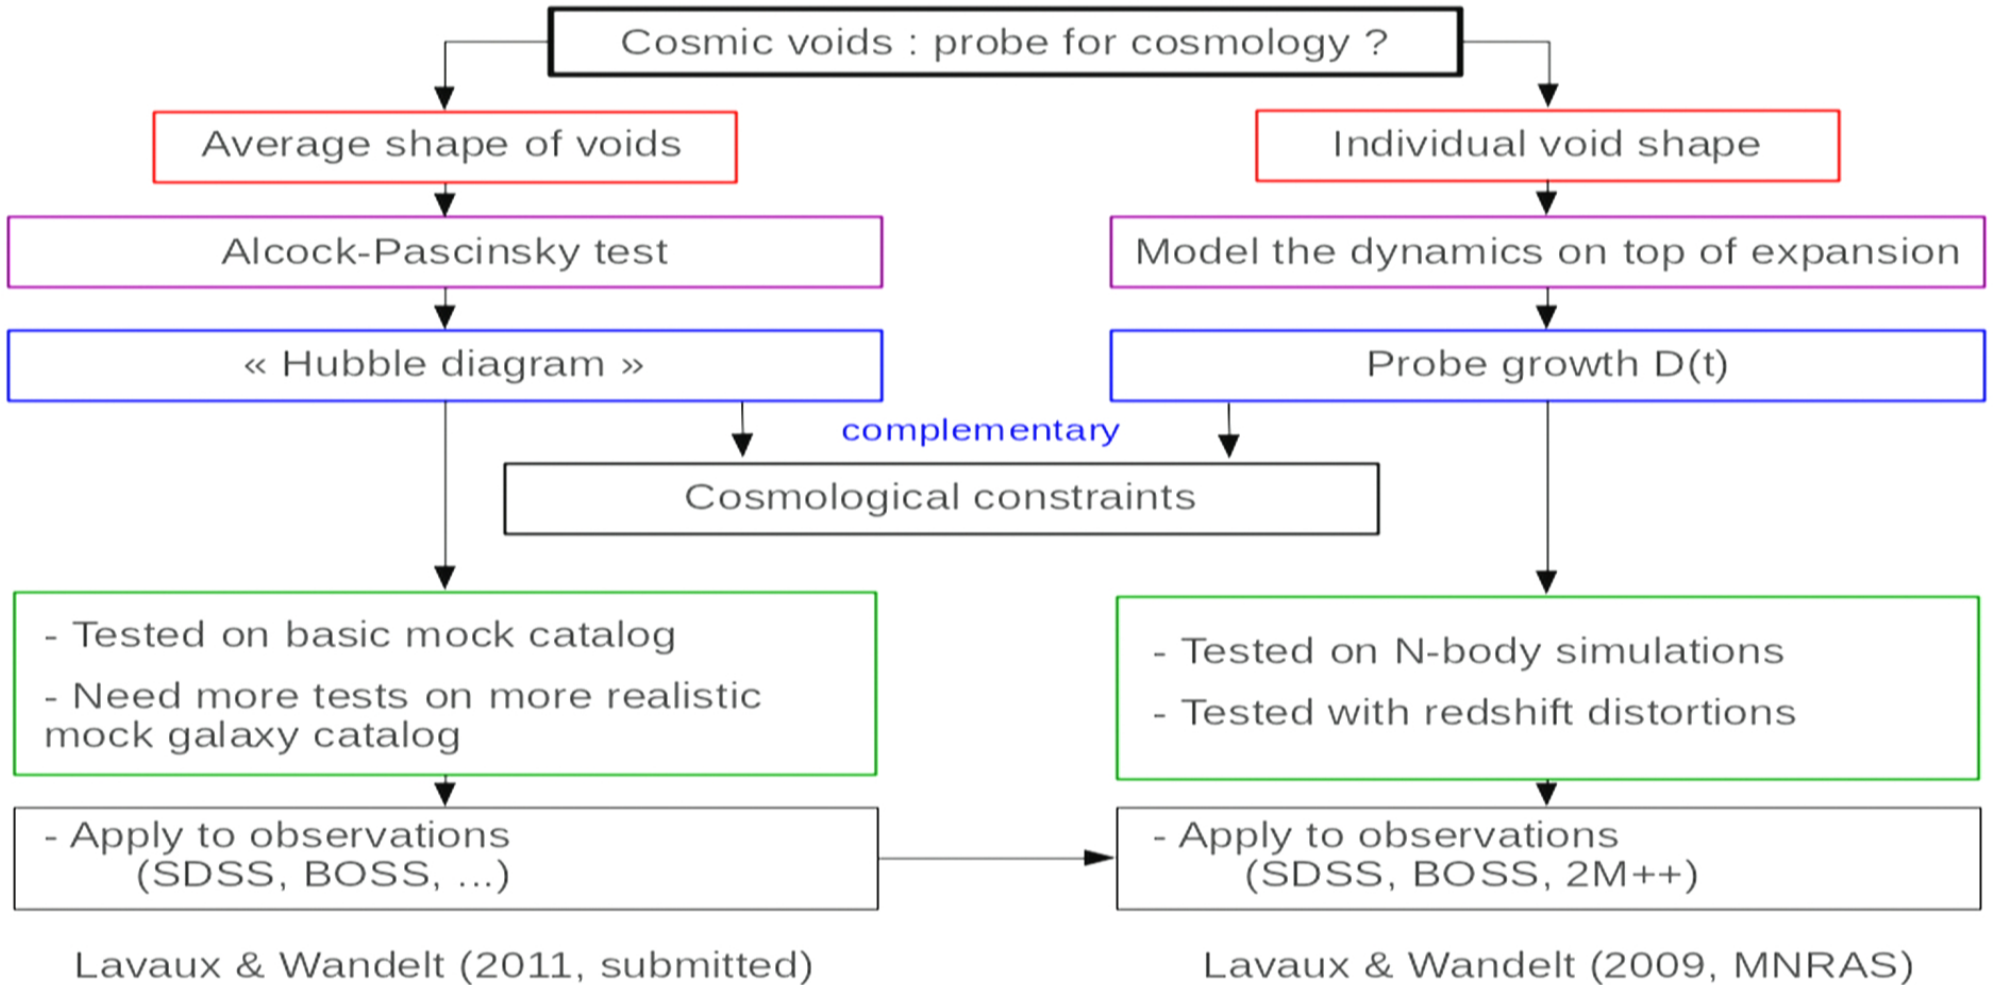 Cosmic voids : probe for cosmology ?
Average shape of voids
Individual void shape
Alcock-Pascinsky test
Model the dynamics on top of expansion
« Hubble diagram »
Probe growth D(t)
complementary
Cosmological constraints
- Tested on basic mock catalog
- Need more tests on more realistic
mock galaxy catalog
- Tested on N-body simulations
- Tested with redshift distortions
- Apply to observations
(SDSS, BOSS, ...)
- Apply to observations
(SDSS, BOSS, 2M++)
Lavaux & Wandelt (2011, submitted)
Lavaux & Wandelt (2009, MNRAS)